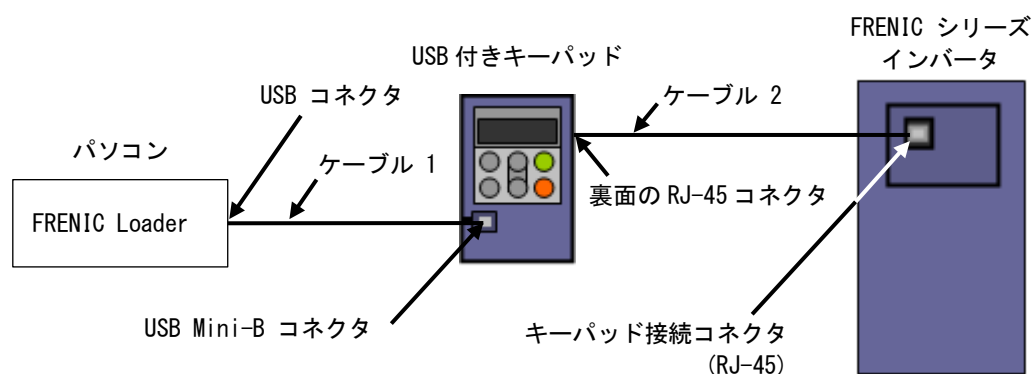 FRENIC シリーズ
インバータ
USB 付きキーパッド
USB コネクタ
ケーブル 2
パソコン
ケーブル 1
裏面の RJ-45 コネクタ
FRENIC Loader
USB Mini-B コネクタ
キーパッド接続コネクタ
(RJ-45)